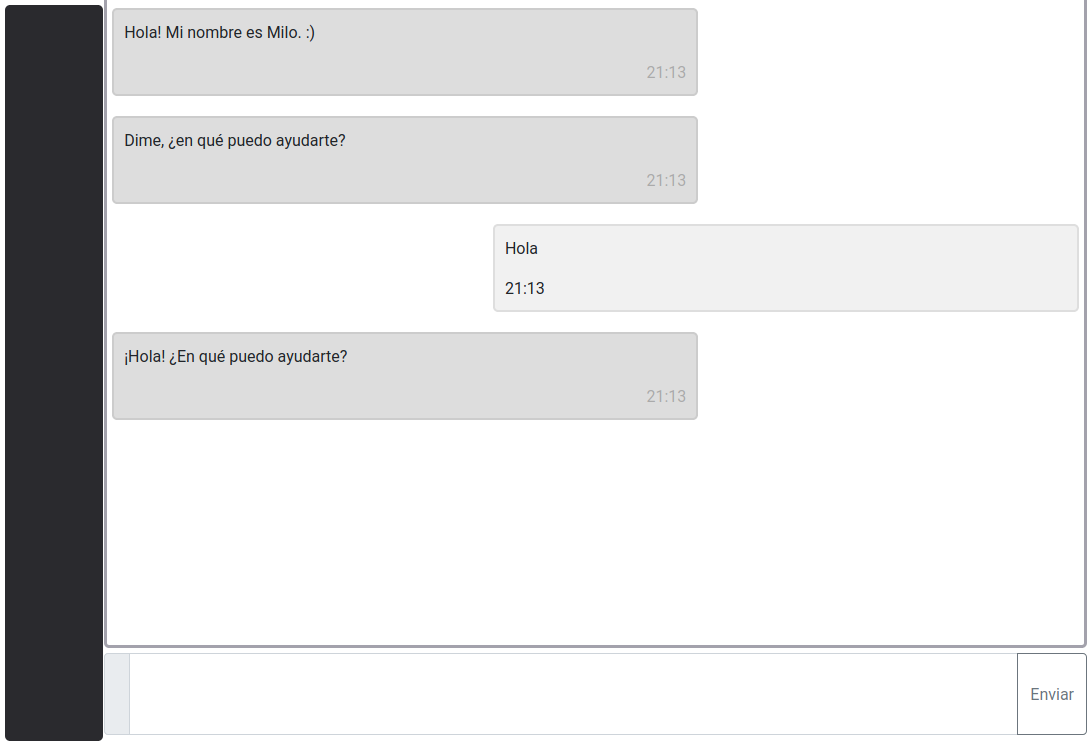 Hola! Mi nombre es Milo. :)
21:13
Dime, ¿en qué puedo ayudarte?
21:13
Hola
21:13
¡Hola! ¿En qué puedo ayudarte?
21:13
Enviar